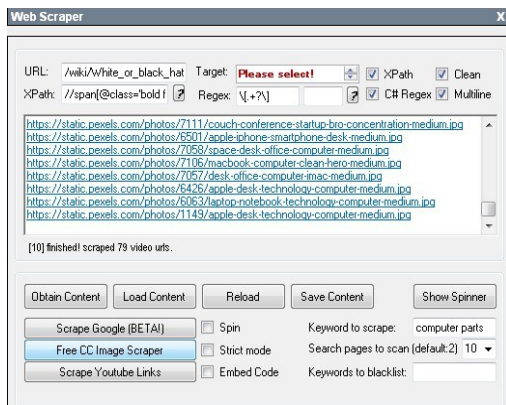 Web Scraper X
URL: /wiki/White_or_black_hat Target: Please select! XPath Clean
XPath: //span[@class='bold f ? Regex: \[.+?\] ? C# Regex Multiline
https://static.pexels.com/photos/7111/couch-conference-startup-bro-concentration-medium.jpg
https://static.pexels.com/photos/6501/apple-iphone-smartphone-desk-medium.jpg
https://static.pexels.com/photos/7058/space-desk-office-computer-medium.jpg
https://static.pexels.com/photos/7106/macbook-computer-clean-hero-medium.jpg
https://static.pexels.com/photos/7057/desk-office-computer-imac-medium.jpg
https://static.pexels.com/photos/6426/apple-desk-technology-computer-medium.jpg
https://static.pexels.com/photos/6063/laptop-notebook-technology-computer-medium.jpg
https://static.pexels.com/photos/1149/apple-desk-technology-computer-medium.jpg
[10] finished! scraped 79 video urls.
Obtain Content Load Content Reload Save Content Show Spinner
Scrape Google (BETA!) Spin Keyword to scrape: computer parts
Free CC Image Scraper Strict mode Search pages to scan (default:2) 10
Scrape Youtube Links Embed Code Keywords to blacklist: